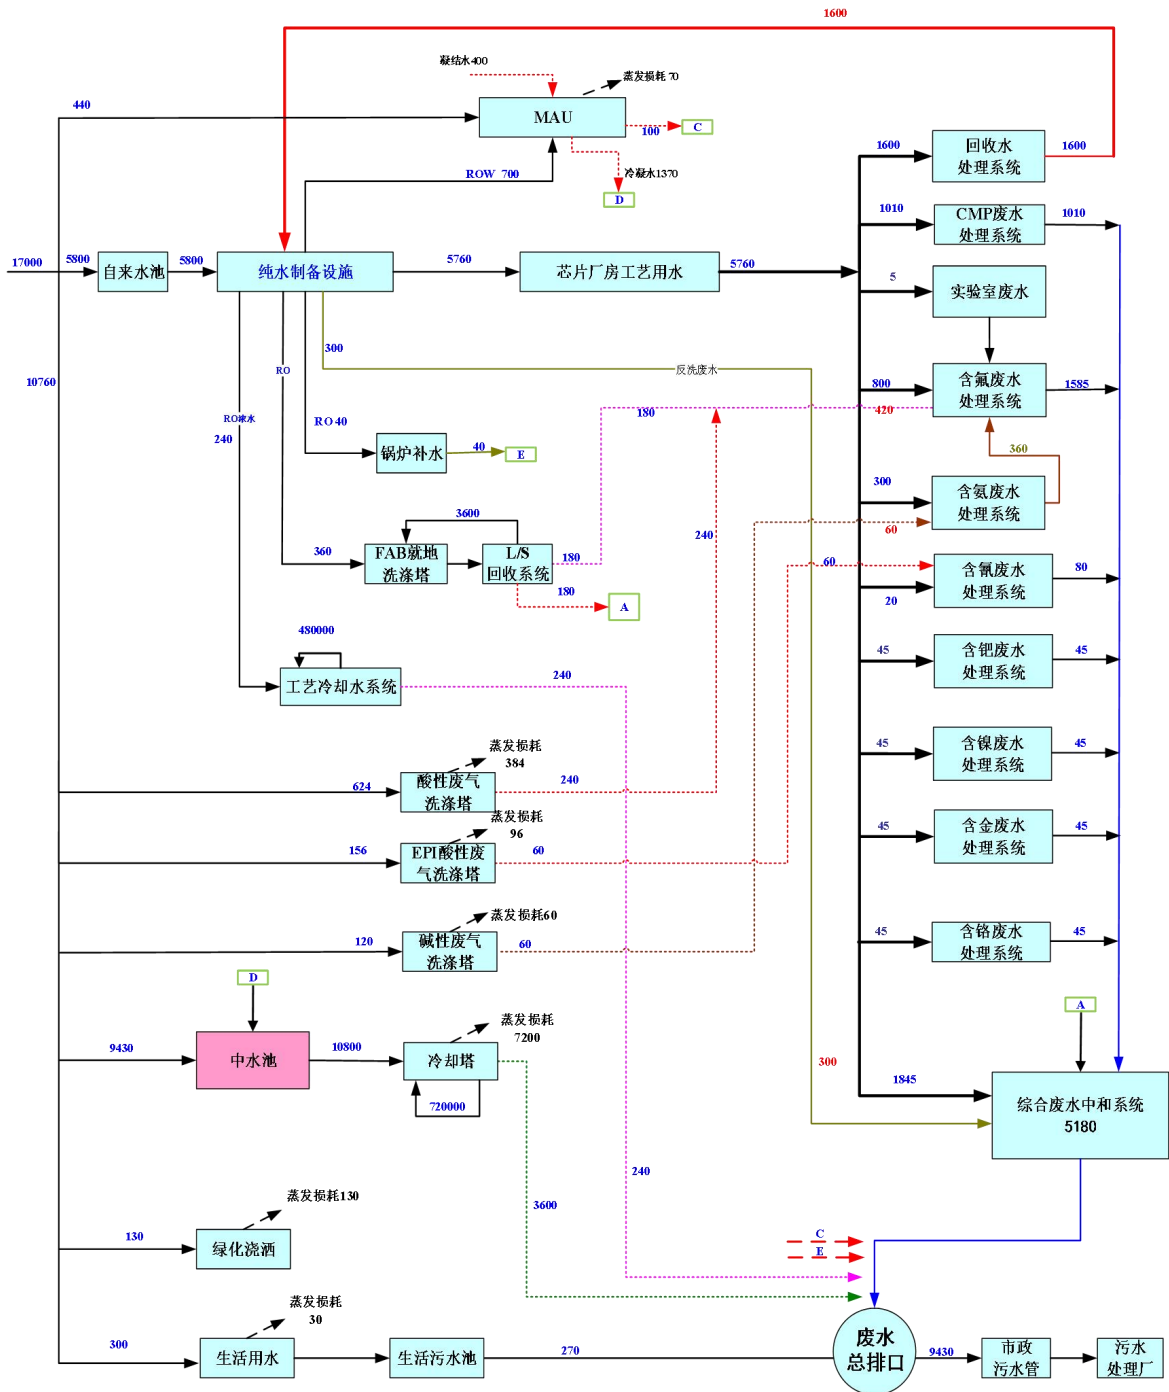 1600
凝结水400
蒸发损耗 70
440
MAU
100
C
ROW 700
冷凝水1370
D
1600
回收水
处理系统
1600
1010
CMP废水
处理系统
1010
17000
5800
自来水池
5800
纯水制备设施
5760
芯片厂房工艺用水
5760
5
实验室废水
10760
300
RO
反洗废水
800
含氟废水
处理系统
1585
RO浓水
240
RO 40
锅炉补水
40
E
180
420
360
300
含氨废水
处理系统
60
3600
240
360
FAB就地
洗涤塔
L/S
回收系统
180
180
A
60
20
含氰废水
处理系统
80
480000
工艺冷却水系统
240
45
含钯废水
处理系统
45
蒸发损耗
384
624
酸性废气
洗涤塔
240
45
含镍废水
处理系统
45
蒸发损耗
96
156
EPI酸性废
气洗涤塔
60
45
含金废水
处理系统
45
蒸发损耗60
120
碱性废气
洗涤塔
60
45
含铬废水
处理系统
45
D
A
蒸发损耗
7200
9430
中水池
10800
冷却塔
720000
300
1845
综合废水中和系统
5180
240
3600
蒸发损耗130
130
绿化浇洒
C
E
蒸发损耗
30
300
生活用水
生活污水池
270
废水
总排口
9430
市政
污水管
污水
处理厂